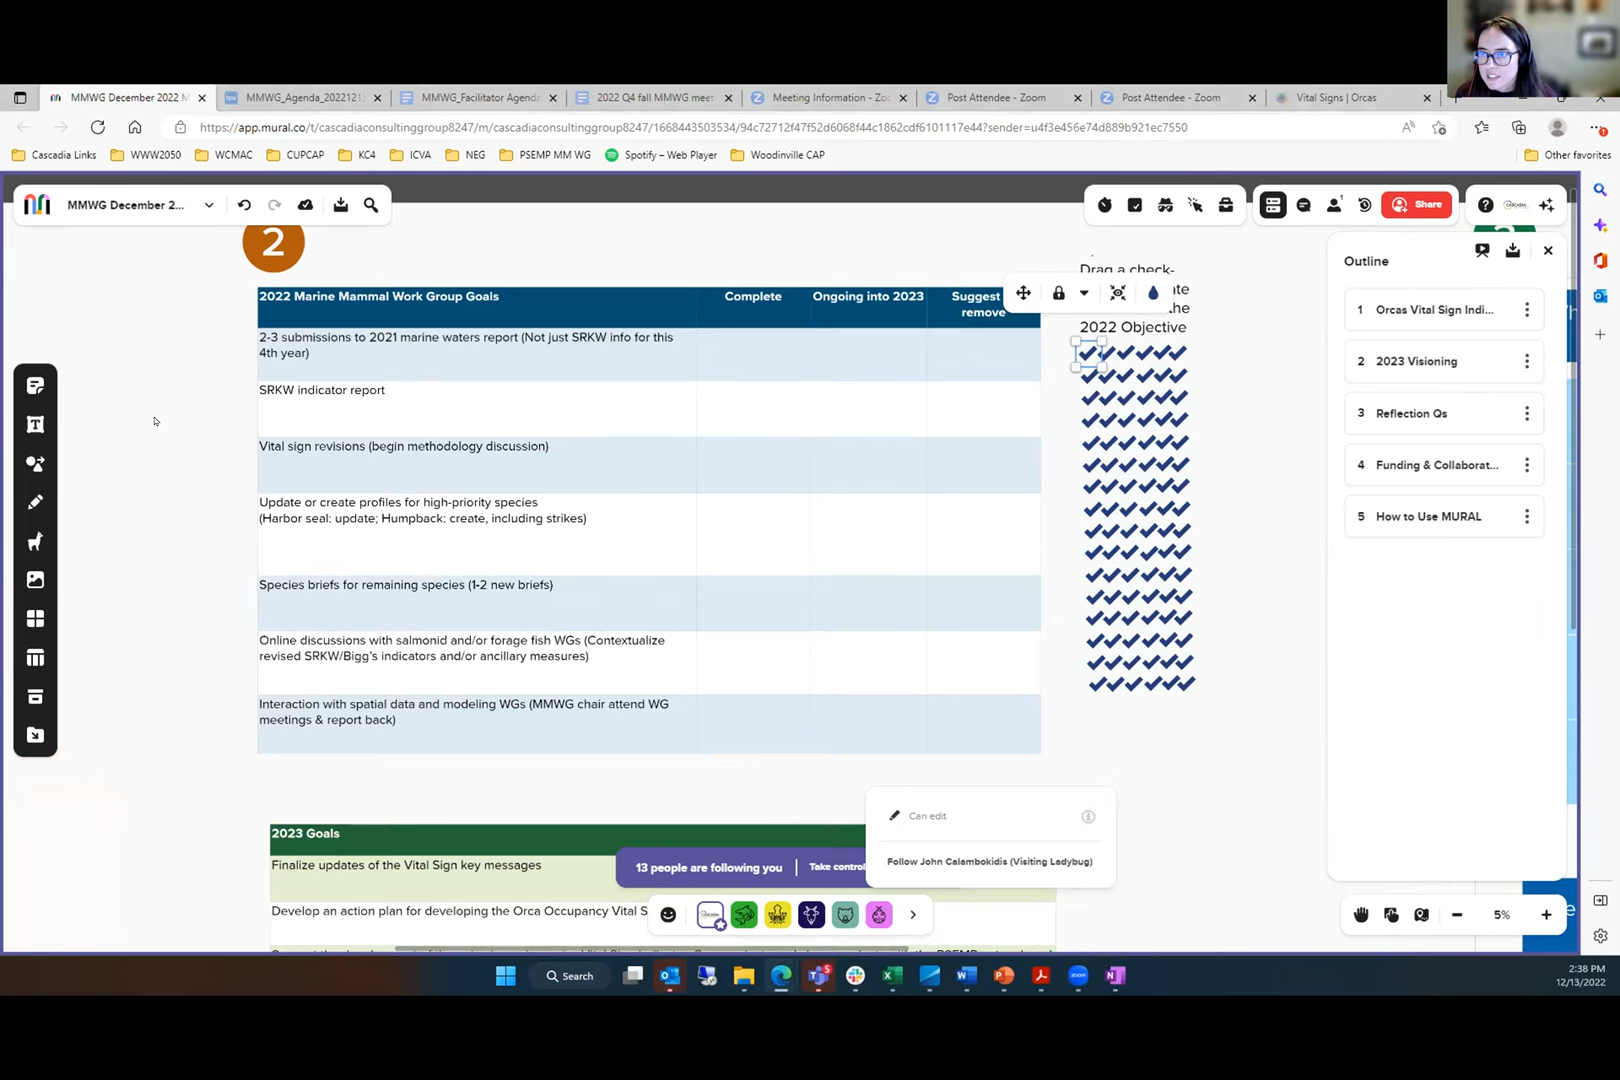 MMWG December 2022 M
MMWG_Agenda_20221213
MMWG_Facilitator Agenda
2022 Q4 fall MMWG meet
Meeting Information - Zoo
Post Attendee - Zoom
Post Attendee - Zoom
Vital Signs | Orcas
https://app.mural.co/t/cascadiaconsultinggroup8247/m/cascadiaconsultinggroup8247/1668443503534/94c72712f47f52d6068f44c1862cdf6101117e44?sender=u4f3e456e74d889b921ec7550
Cascadia Links
WWW2050
WCMAC
CUPCAP
KC4
ICVA
NEG
PSEMP MM WG
Spotify – Web Player
Woodinville CAP
Other favorites
MMWG December 2...
1
Share
2
Drag a check-
2022 Objective
2022 Marine Mammal Work Group Goals
Complete
Ongoing into 2023
Suggest
remove
2-3 submissions to 2021 marine waters report (Not just SRKW info for this
4th year)
SRKW indicator report
Vital sign revisions (begin methodology discussion)
Update or create profiles for high-priority species
(Harbor seal: update; Humpback: create, including strikes)
Species briefs for remaining species (1-2 new briefs)
Online discussions with salmonid and/or forage fish WGs (Contextualize
revised SRKW/Bigg's indicators and/or ancillary measures)
Interaction with spatial data and modeling WGs (MMWG chair attend WG
meetings & report back)
Outline
1 Orcas Vital Sign Indi...
2 2023 Visioning
3 Reflection Qs
4 Funding & Collaborat...
5 How to Use MURAL
2023 Goals
Finalize updates of the Vital Sign key messages
Develop an action plan for developing the Orca Occupancy Vital S
Can edit
Follow John Calambokidis (Visiting Ladybug)
13 people are following you
Take control
5%
Search
2:38 PM
12/13/2022